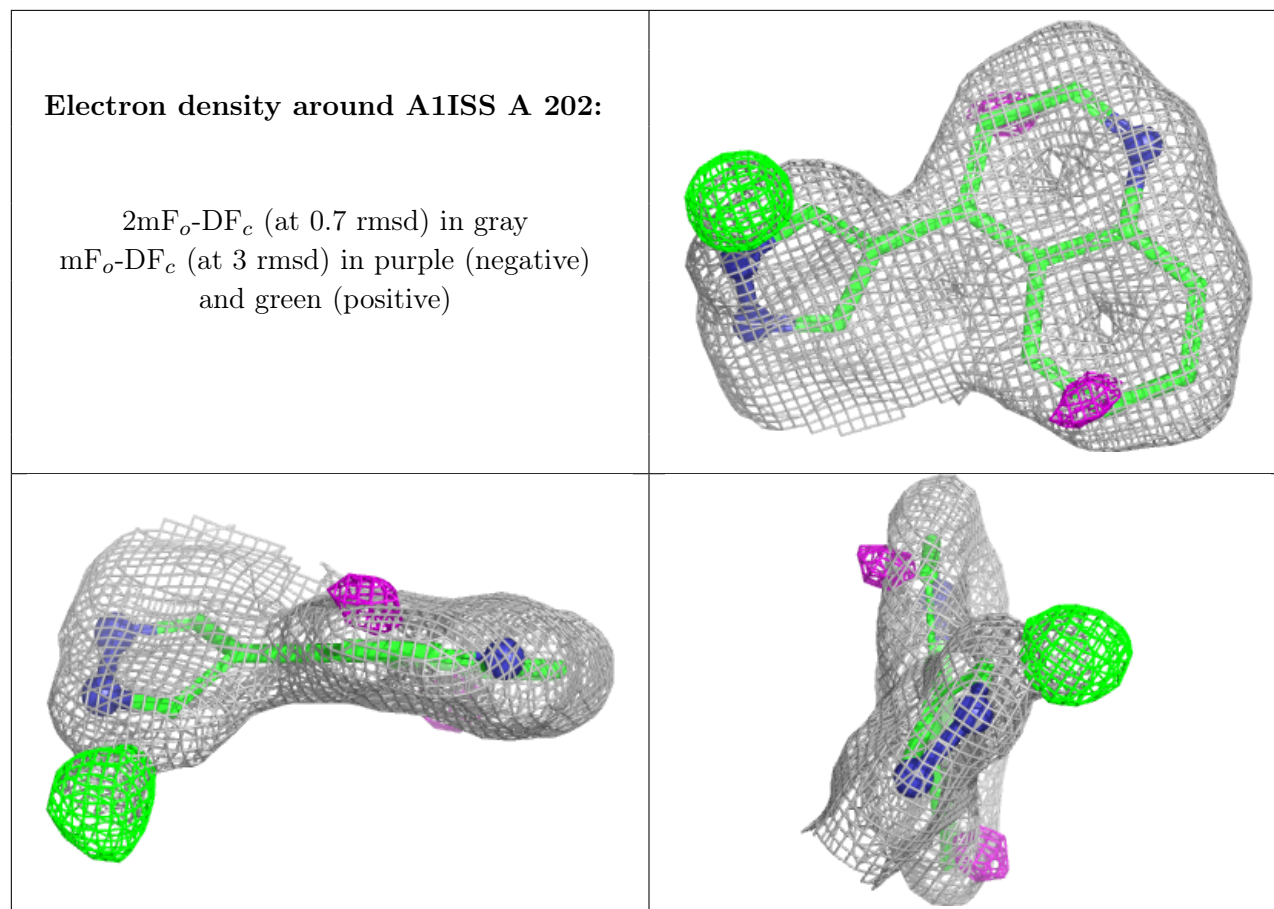 Electron density around A1ISS A 202:
2mFₒ-DF𝒸 (at 0.7 rmsd) in gray
mFₒ-DF𝒸 (at 3 rmsd) in purple (negative)
and green (positive)